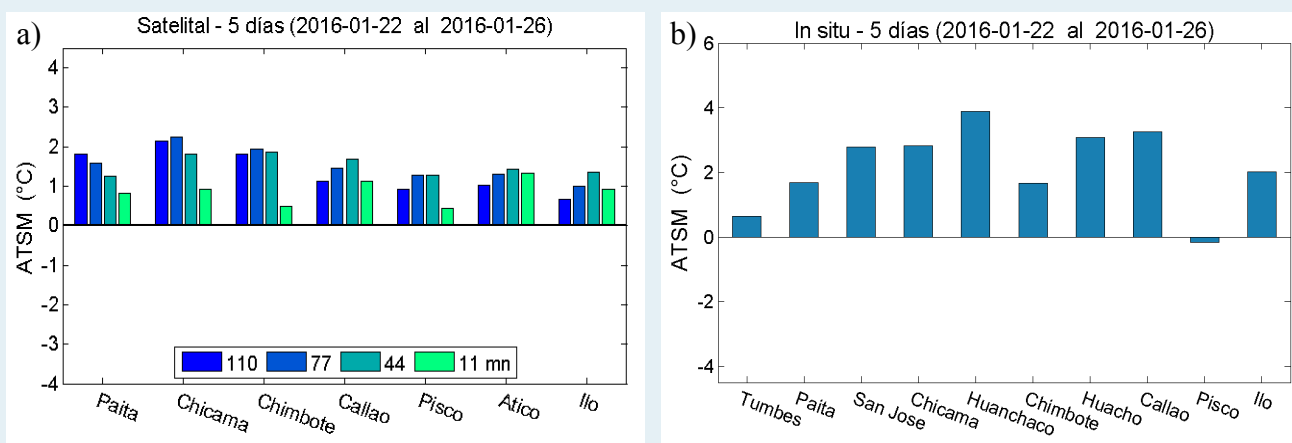 a)
Satelital - 5 días (2016-01-22 al 2016-01-26)
ATSM (°C)
4
3
2
1
0
-1
-2
-3
-4
110 77 44 11 mn
Paita Chicama Chimbote Callao Pisco Atico Ilo
b)
In situ - 5 días (2016-01-22 al 2016-01-26)
ATSM (°C)
6
4
2
0
-2
-4
Tumbes Paita San Jose Chicama Huanchaco Chimbote Huacho Callao Pisco Ilo